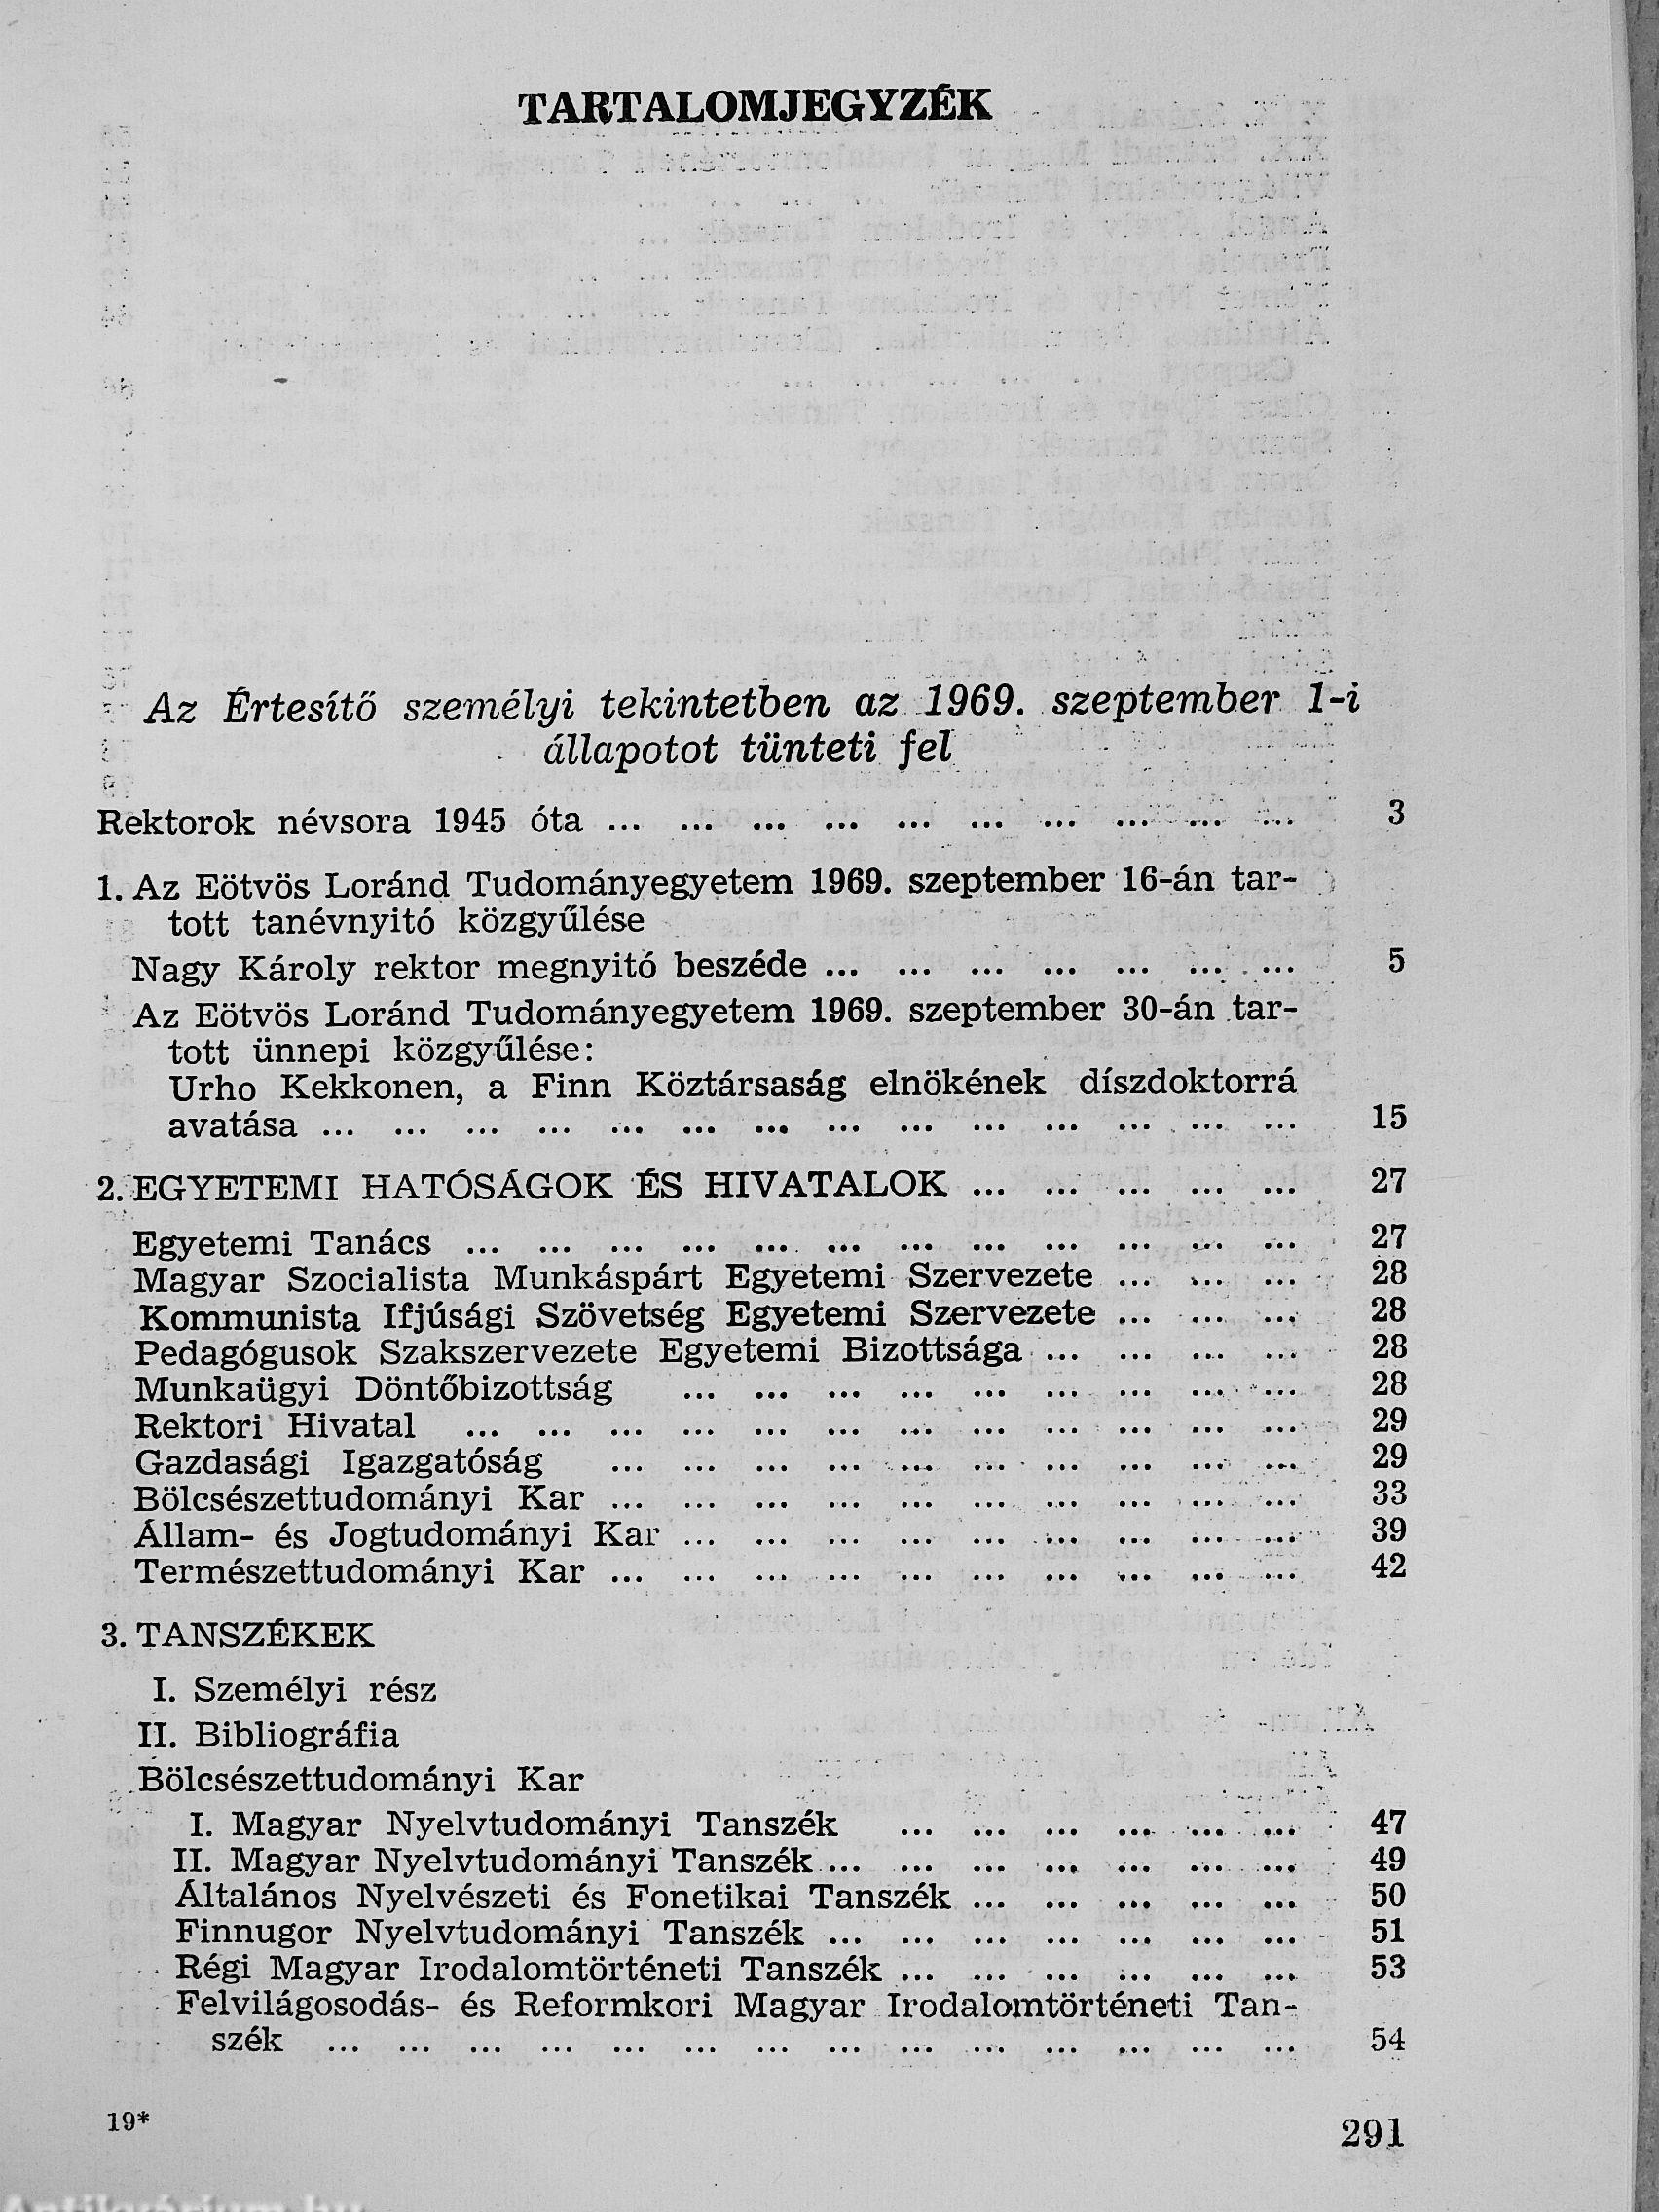 TARTALOMJEGYZÉK
Az Értesítő személyi tekintetben az 1969. szeptember 1-i
állapotot tünteti fel
Rektorok névsora 1945 óta ... ... ... ... ... ... ... ... ... ... 3
1. Az Eötvös Loránd Tudományegyetem 1969. szeptember 16-án tar-
tott tanévnyitó közgyűlése
Nagy Károly rektor megnyitó beszéde ... ... ... ... ... ... ... 5
Az Eötvös Loránd Tudományegyetem 1969. szeptember 30-án tar-
tott ünnepi közgyűlése:
Urho Kekkonen, a Finn Köztársaság elnökének díszdoktorrá
avatása ... ... ... ... ... ... ... ... ... ... ... ... ... ... 15
2. EGYETEMI HATÓSÁGOK ÉS HIVATALOK ... ... ... ... ... 27
Egyetemi Tanács ... ... ... ... ... ... ... ... ... ... ... ... 27
Magyar Szocialista Munkáspárt Egyetemi Szervezete ... ... ... 28
Kommunista Ifjúsági Szövetség Egyetemi Szervezete ... ... ... 28
Pedagógusok Szakszervezete Egyetemi Bizottsága ... ... ... ... 28
Munkaügyi Döntőbizottság ... ... ... ... ... ... ... ... ... 28
Rektori Hivatal ... ... ... ... ... ... ... ... ... ... ... ... 29
Gazdasági Igazgatóság ... ... ... ... ... ... ... ... ... ... 29
Bölcsészettudományi Kar ... ... ... ... ... ... ... ... ... ... 33
Állam- és Jogtudományi Kar ... ... ... ... ... ... ... ... ... 39
Természettudományi Kar ... ... ... ... ... ... ... ... ... ... 42
3. TANSZÉKEK
I. Személyi rész
II. Bibliográfia
Bölcsészettudományi Kar
I. Magyar Nyelvtudományi Tanszék ... ... ... ... ... ... 47
II. Magyar Nyelvtudományi Tanszék ... ... ... ... ... ... ... 49
Általános Nyelvészeti és Fonetikai Tanszék ... ... ... ... ... 50
Finnugor Nyelvtudományi Tanszék ... ... ... ... ... ... ... 51
Régi Magyar Irodalomtörténeti Tanszék ... ... ... ... ... ... 53
Felvilágosodás- és Reformkori Magyar Irodalomtörténeti Tan-
szék ... ... ... ... ... ... ... ... ... ... ... ... ... ... 54
19*
291